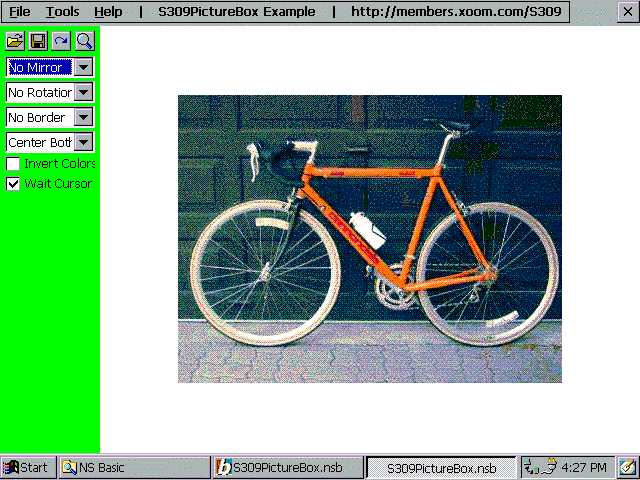 File Tools Help | S309PictureBox Example | http://members.xoom.com/S309
No Mirror
No Rotation
No Border
Center Both
Invert Colors
Wait Cursor
cannondale
Start NS Basic S309PictureBox.nsb S309PictureBox.nsb 4:27 PM